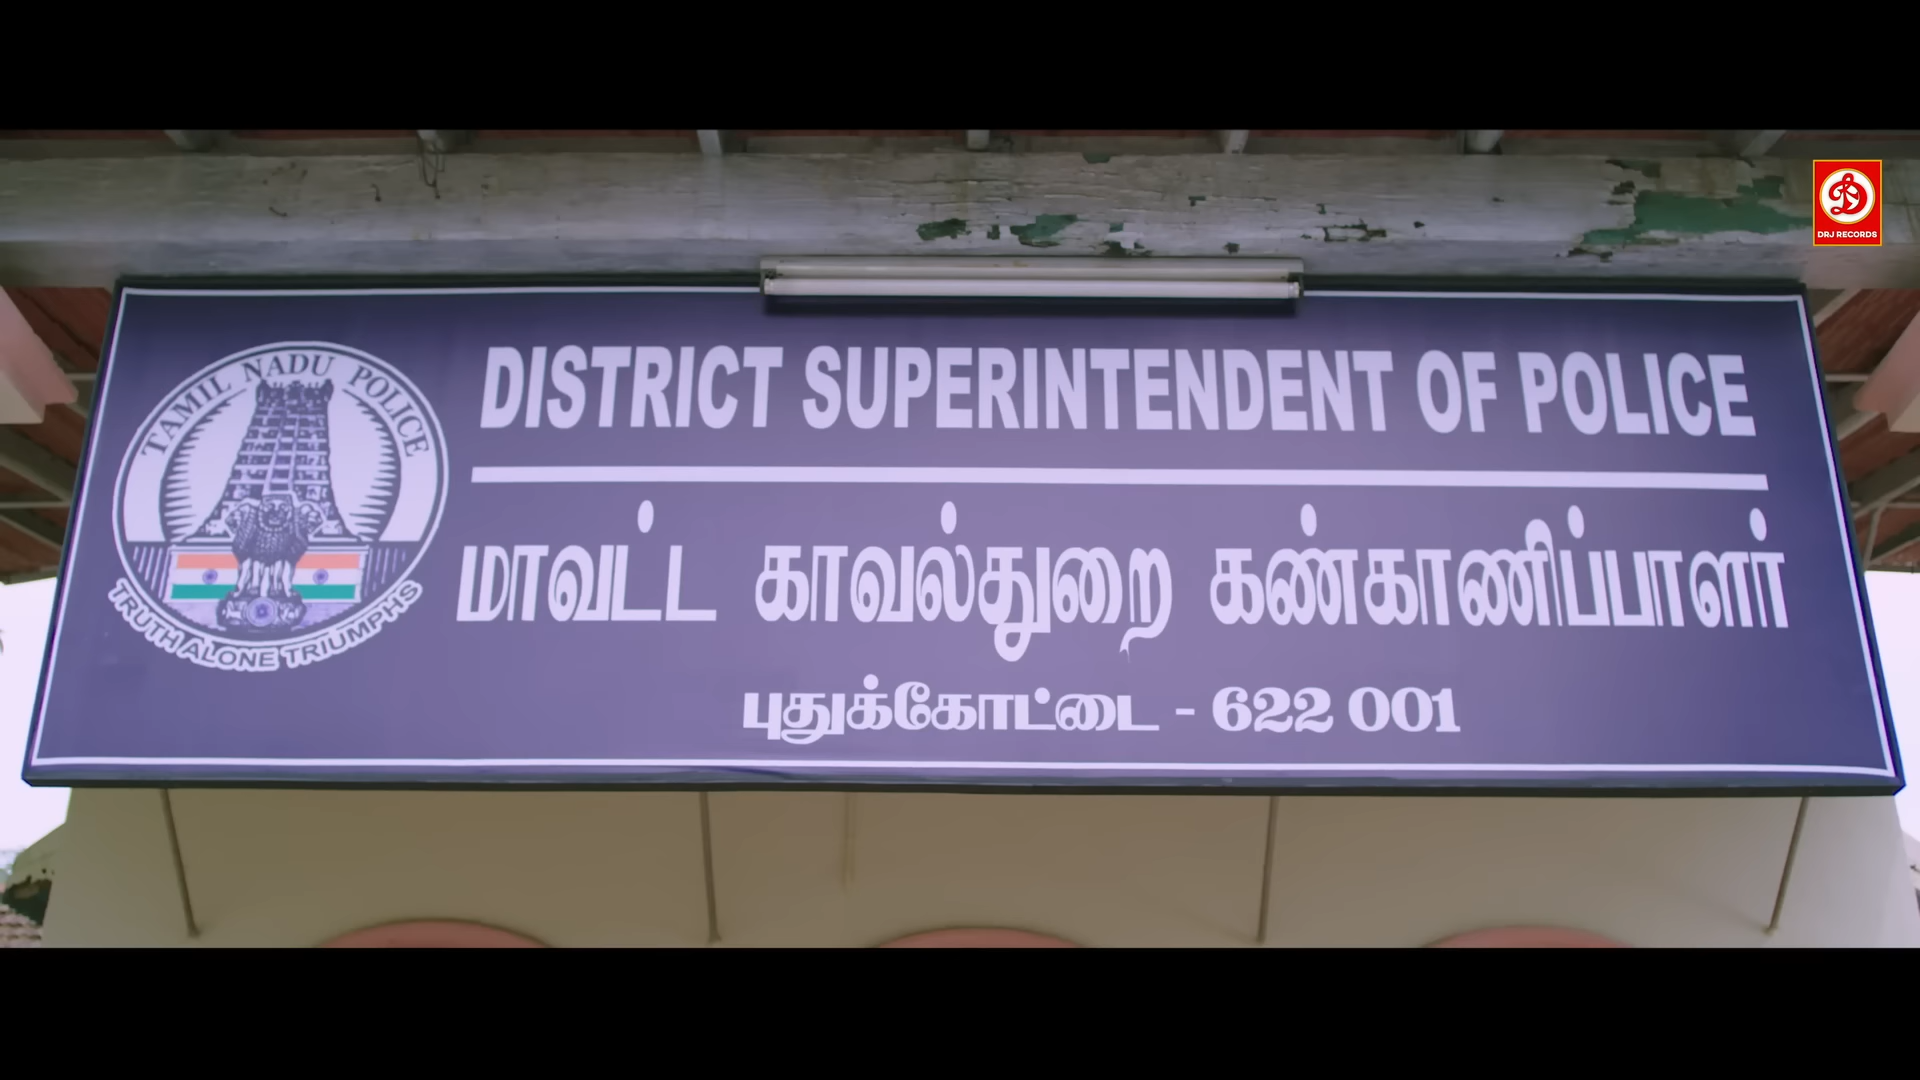 DISTRICT SUPERINTENDENT OF POLICE
மாவட்ட காவல்துறை கண்காணிப்பாளர்
புதுக்கோட்டை - 622 001
TAMIL NADU POLICE
TRUTH ALONE TRIUMPHS
DRJ RECORDS